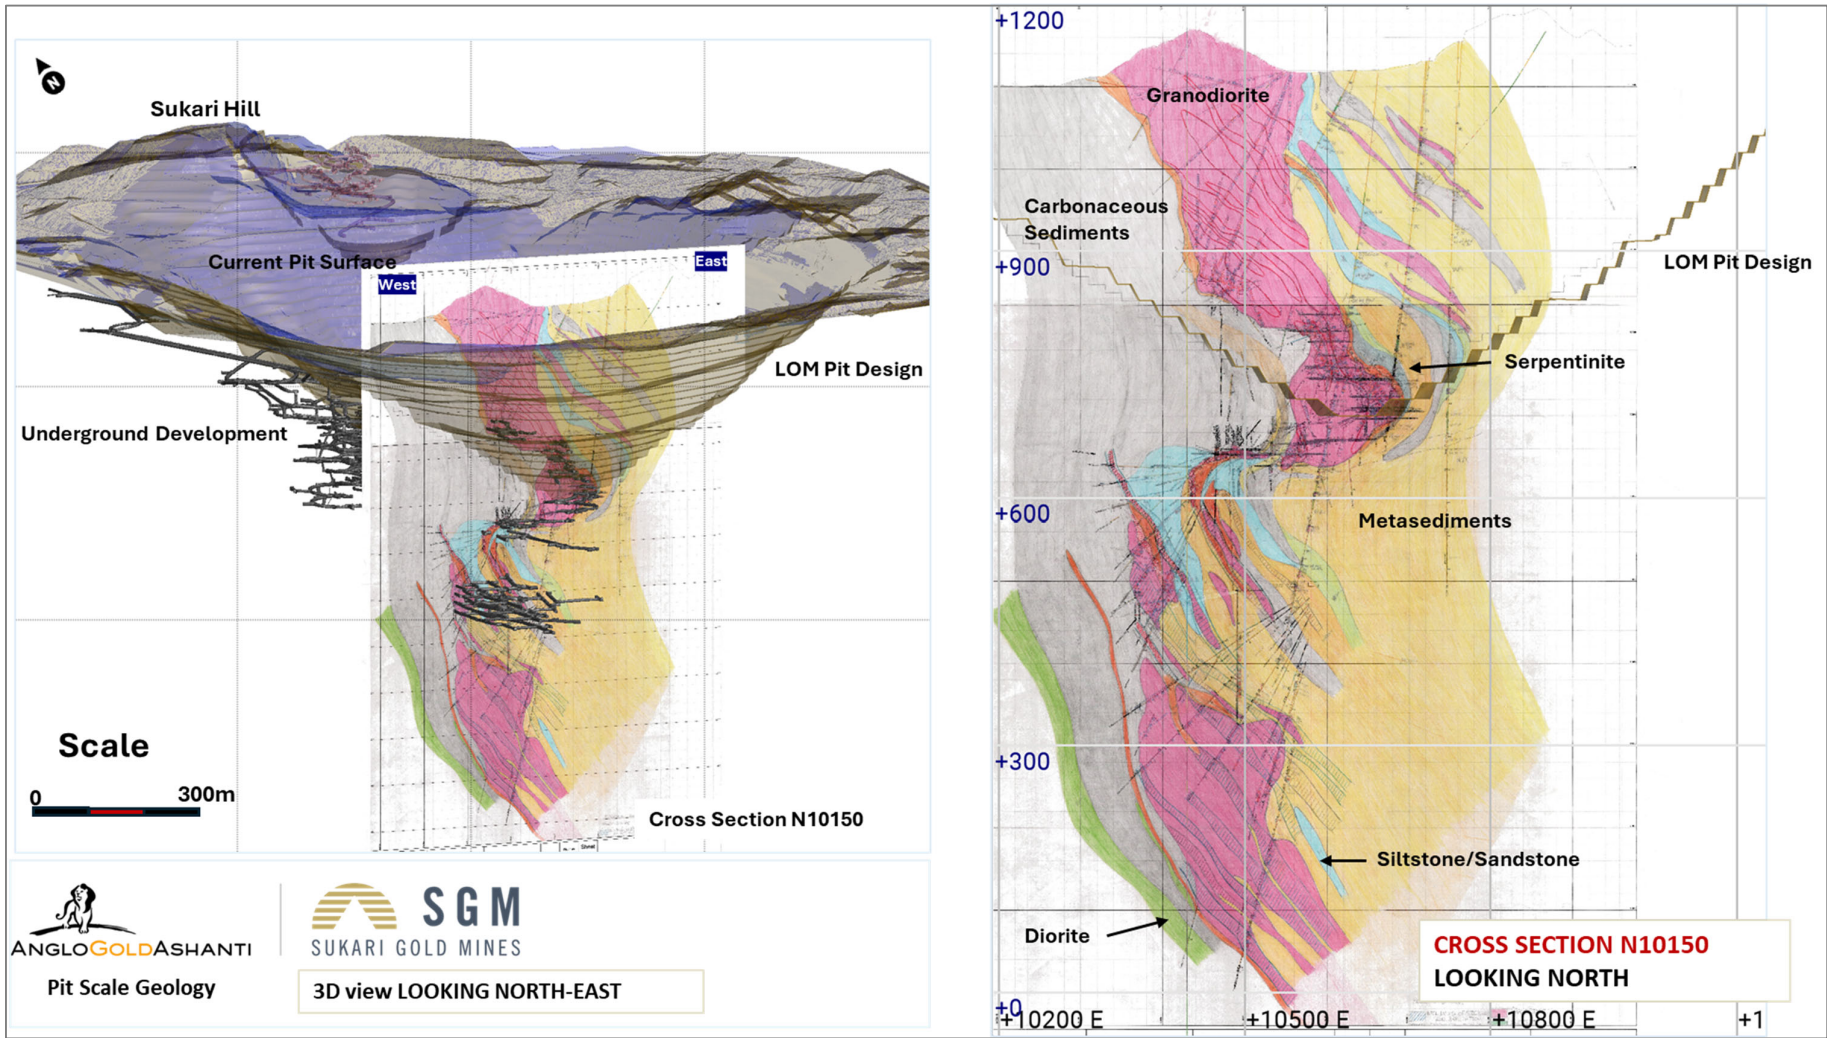 N
Sukari Hill
Current Pit Surface
West
East
LOM Pit Design
Underground Development
Scale
0
300m
Cross Section N10150
ANGLOGOLDASHANTI
Pit Scale Geology
SGM
SUKARI GOLD MINES
3D view LOOKING NORTH-EAST
+1200
Granodiorite
Carbonaceous
Sediments
+900
LOM Pit Design
Serpentinite
+600
Metasediments
+300
Siltstone/Sandstone
Diorite
CROSS SECTION N10150
LOOKING NORTH
+0
+10200 E
+10500 E
+10800 E
+1